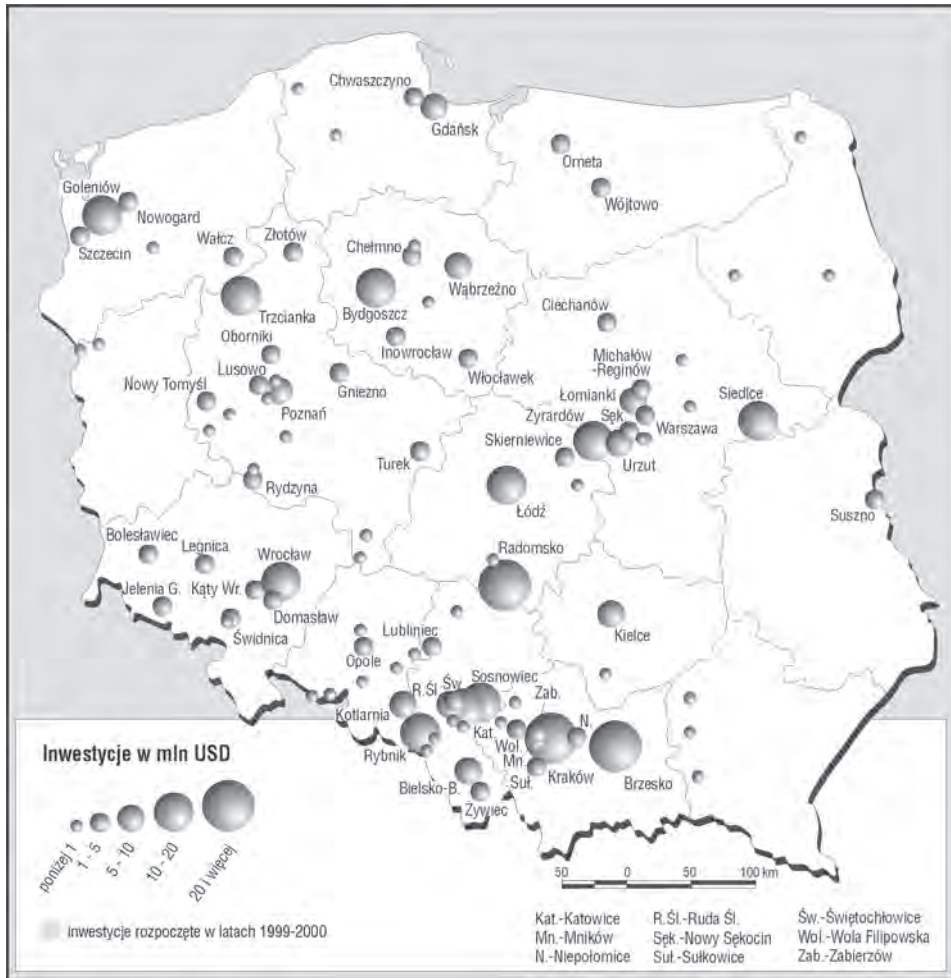 Chwaszczyno
Gdańsk
Orneta
Wójtowo
Goleniów
Nowogard
Szczecin
Wałcz
Złotów
Chełmno
Wąbrzeźno
Bydgoszcz
Trzcianka
Ciechanów
Inowrocław
Oborniki
Włocławek
Michałów
-Reginów
Lusowo
Gniezno
Nowy Tomyśl
Łomianki
Siedlce
Poznań
Żyrardów
Sęk.
Warszawa
Skierniewice
Urzut
Turek
Rydzyna
Łódź
Suszno
Bolesławiec
Legnica
Wrocław
Radomsko
Jelenia G.
Kąty Wr.
Domasław
Świdnica
Kielce
Lubliniec
Opole
Sosnowiec
R.Śl.
Św.
Zab.
Kotlarnia
Kat.
N.
Wol.
Mn.
Rybnik
Kraków
Suł.
Brzesko
Bielsko-B.
Żywiec
Inwestycje w mln USD
poniżej 1
1 - 5
5 - 10
10 - 20
20 i więcej
inwestycje rozpoczęte w latach 1999-2000
50 0 50 100 km
Kat.-Katowice R.Śl.-Ruda Śl. Św.-Świętochłowice
Mn.-Mników Sęk.-Nowy Sękocin Wol.-Wola Filipowska
N.-Niepołomice Suł.-Sułkowice Zab.-Zabierzów